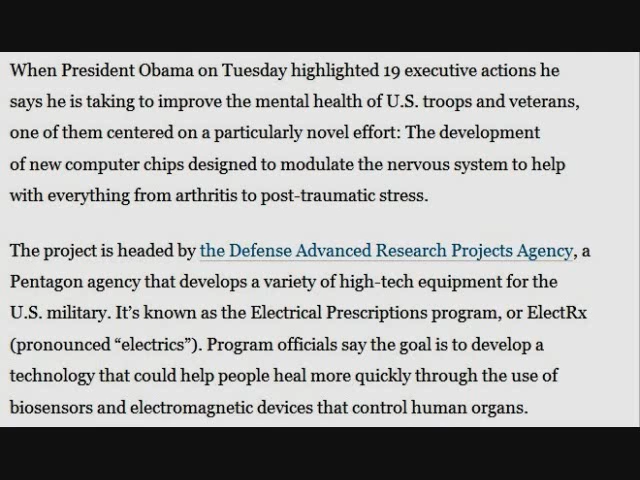 When President Obama on Tuesday highlighted 19 executive actions he
says he is taking to improve the mental health of U.S. troops and veterans,
one of them centered on a particularly novel effort: The development
of new computer chips designed to modulate the nervous system to help
with everything from arthritis to post-traumatic stress.
The project is headed by the Defense Advanced Research Projects Agency, a
Pentagon agency that develops a variety of high-tech equipment for the
U.S. military. It’s known as the Electrical Prescriptions program, or ElectRx
(pronounced “electrics”). Program officials say the goal is to develop a
technology that could help people heal more quickly through the use of
biosensors and electromagnetic devices that control human organs.